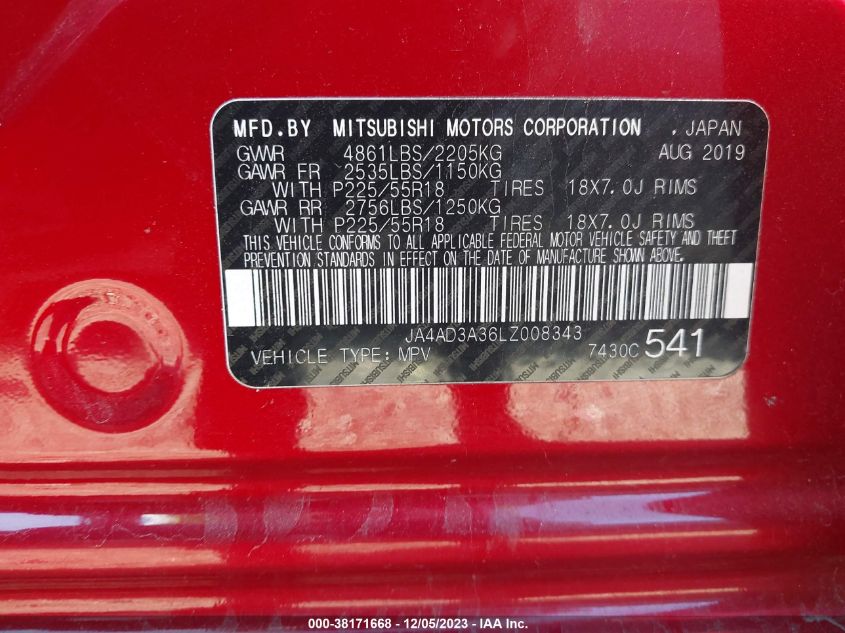 MFD.BY MITSUBISHI MOTORS CORPORATION , JAPAN
GVWR 4861LBS/2205KG AUG 2019
GAWR FR 2535LBS/1150KG
WITH P225/55R18 TIRES 18X7.0J RIMS
GAWR RR 2756LBS/1250KG
WITH P225/55R18 TIRES 18X7.0J RIMS
THIS VEHICLE CONFORMS TO ALL APPLICABLE FEDERAL MOTOR VEHICLE SAFETY AND THEFT
PREVENTION STANDARDS IN EFFECT ON THE DATE OF MANUFACTURE SHOWN ABOVE.
JA4AD3A36LZ008343
VEHICLE TYPE: MPV 7430C 541
000-38171668 - 12/05/2023 - IAA Inc.